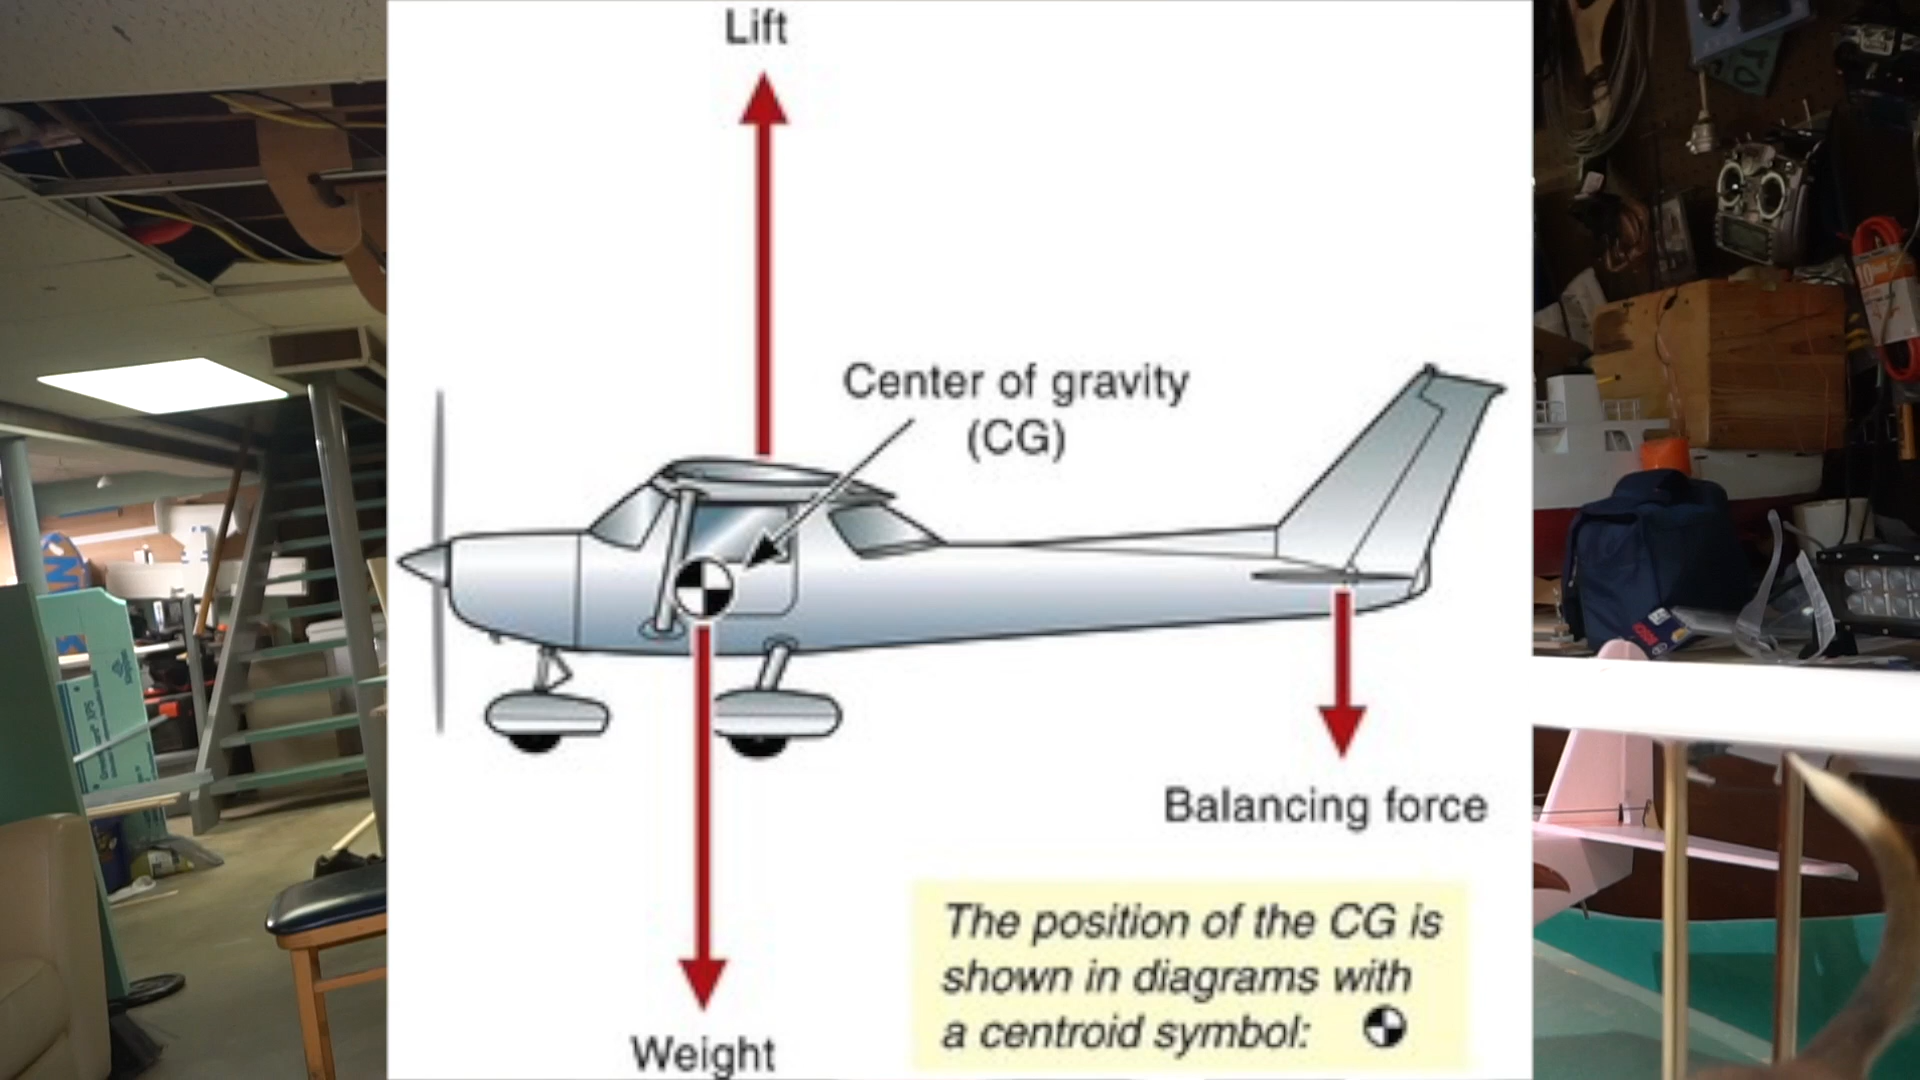 Lift
Center of gravity
(CG)
Balancing force
The position of the CG is
shown in diagrams with
a centroid symbol:
Weight